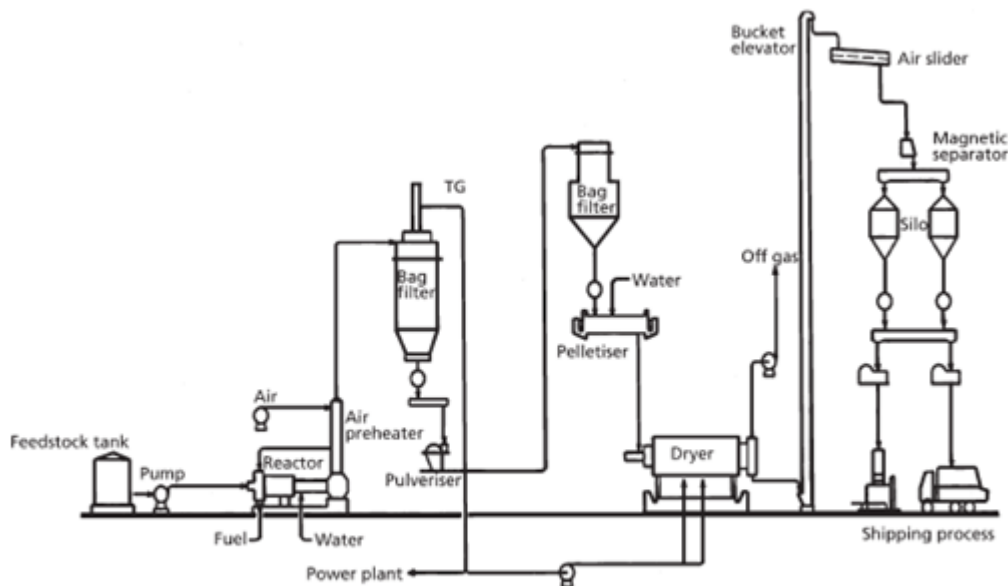 Bucket
elevator
Air slider
Magnetic
separator
TG
Bag
filter
Silo
Off gas
Water
Bag
filter
Pelletiser
Air
Air
preheater
Feedstock tank
Reactor
Pump
Pulveriser
Dryer
Fuel
Water
Shipping process
Power plant